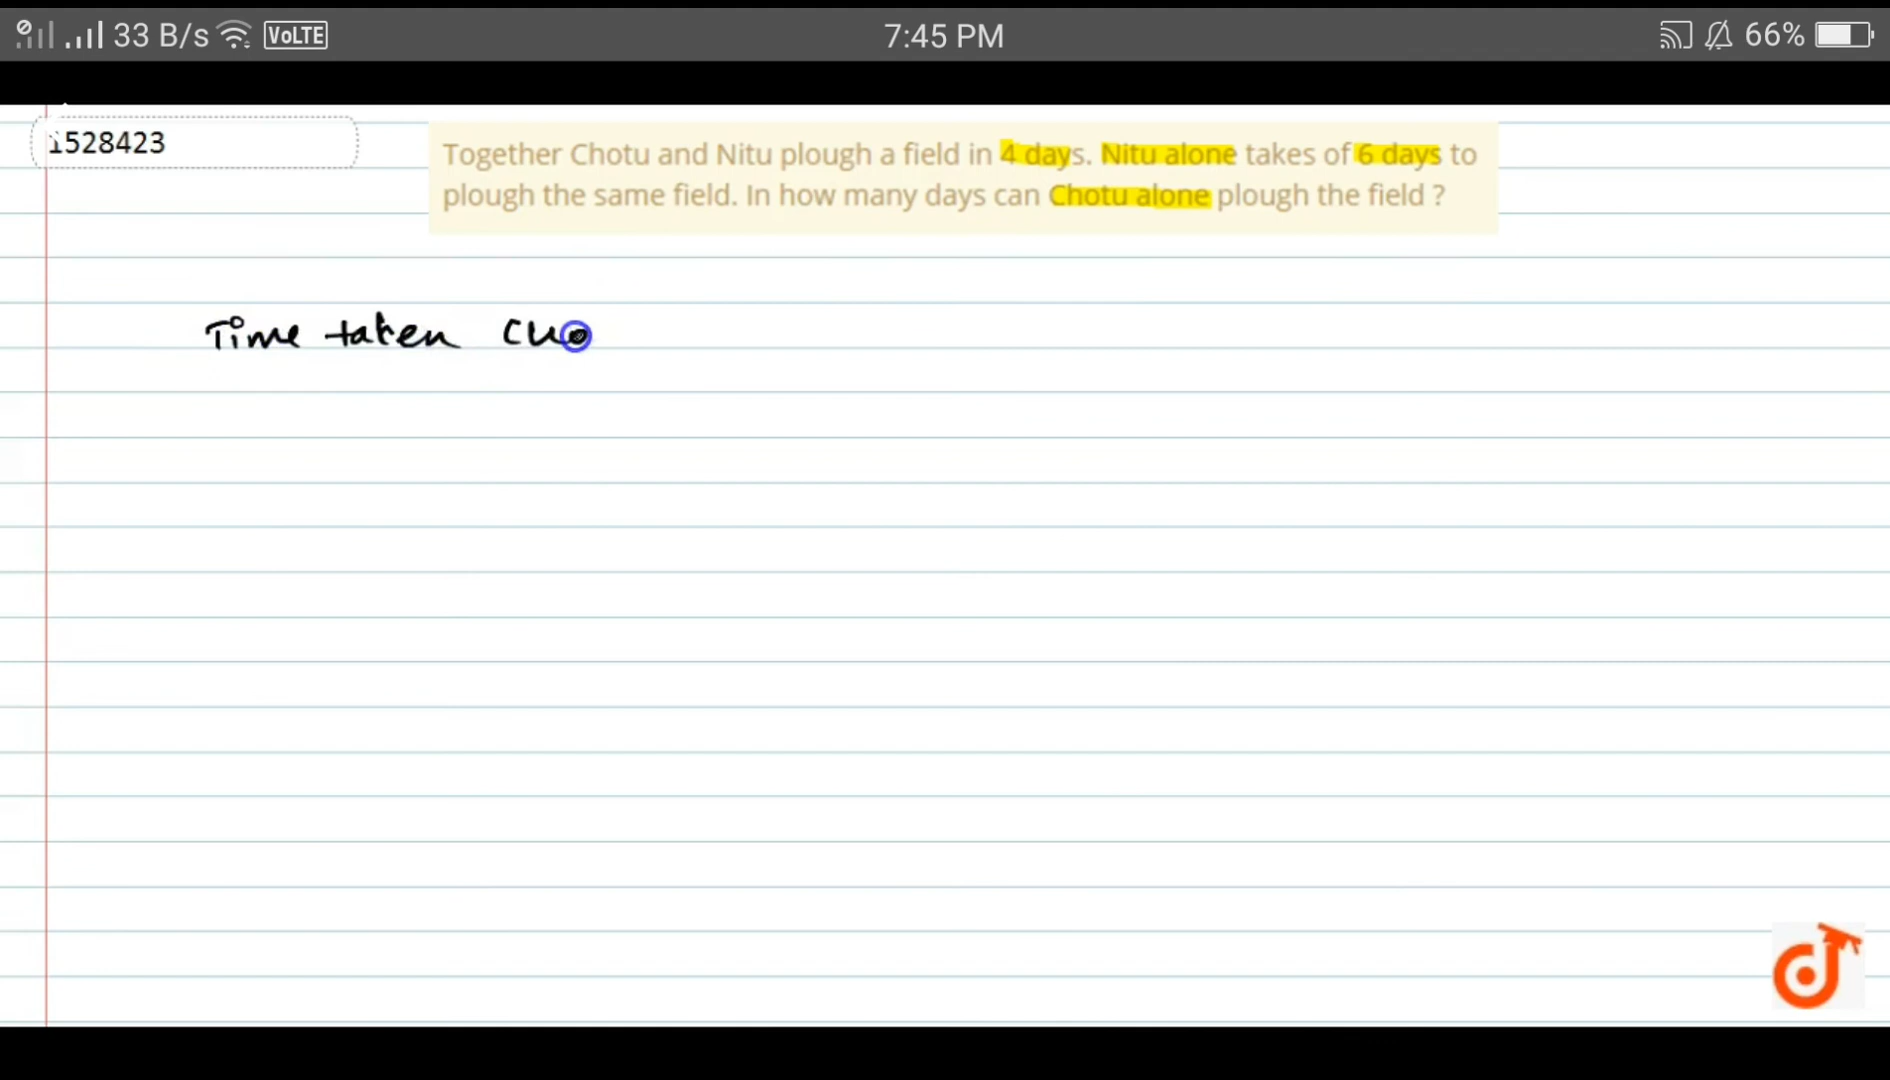 33 B/s VoLTE 7:45 PM 66%
1528423
Together Chotu and Nitu plough a field in 4 days. Nitu alone takes of 6 days to
plough the same field. In how many days can Chotu alone plough the field ?
Time taken Cho